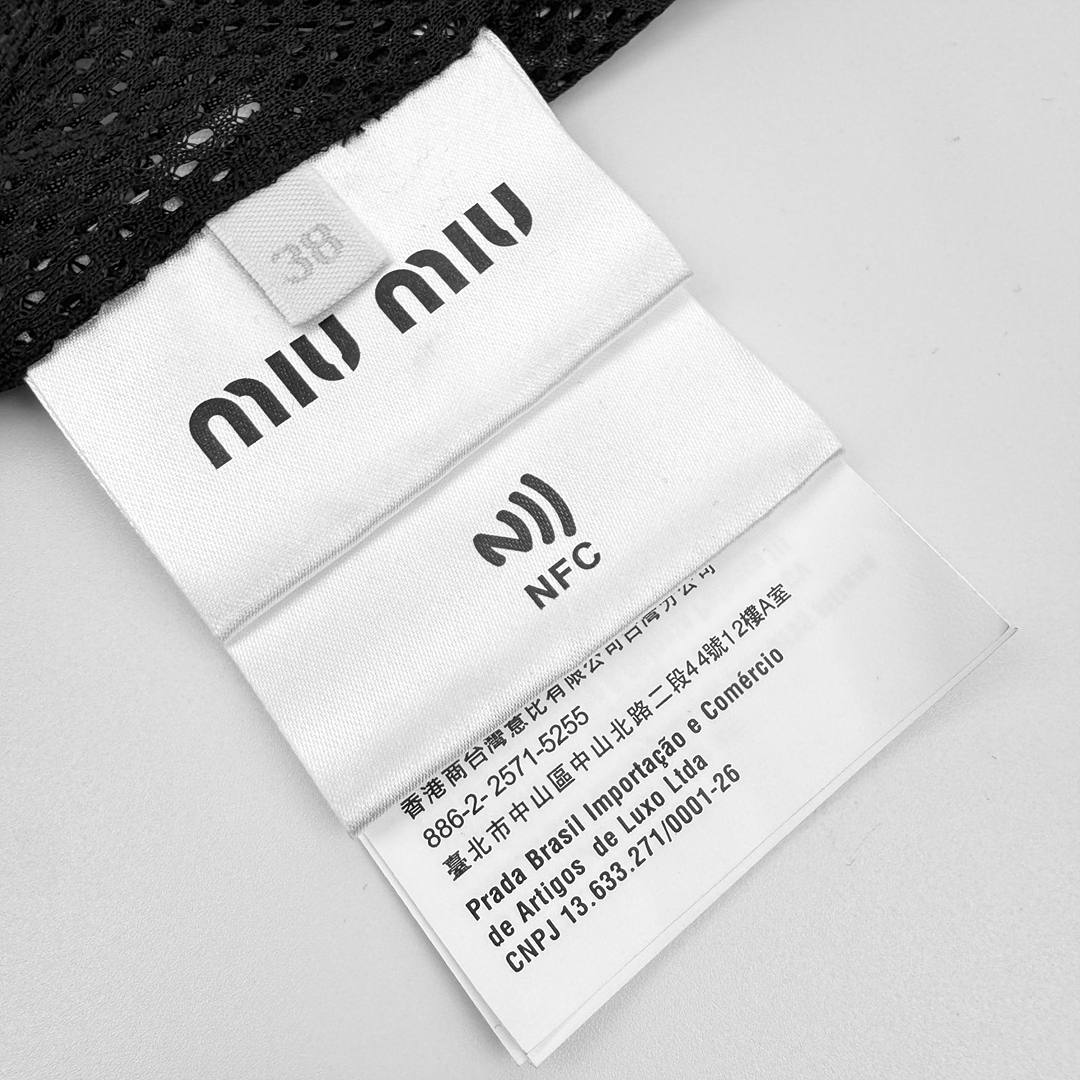 38
miu miu
NFC
香港商台灣意比有限公司台灣分公司
886-2- 2571-5255
臺北市中山區中山北路二段44號12樓A室
Prada Brasil Importação e Comércio
de Artigos de Luxo Ltda
CNPJ 13.633.271/0001-26